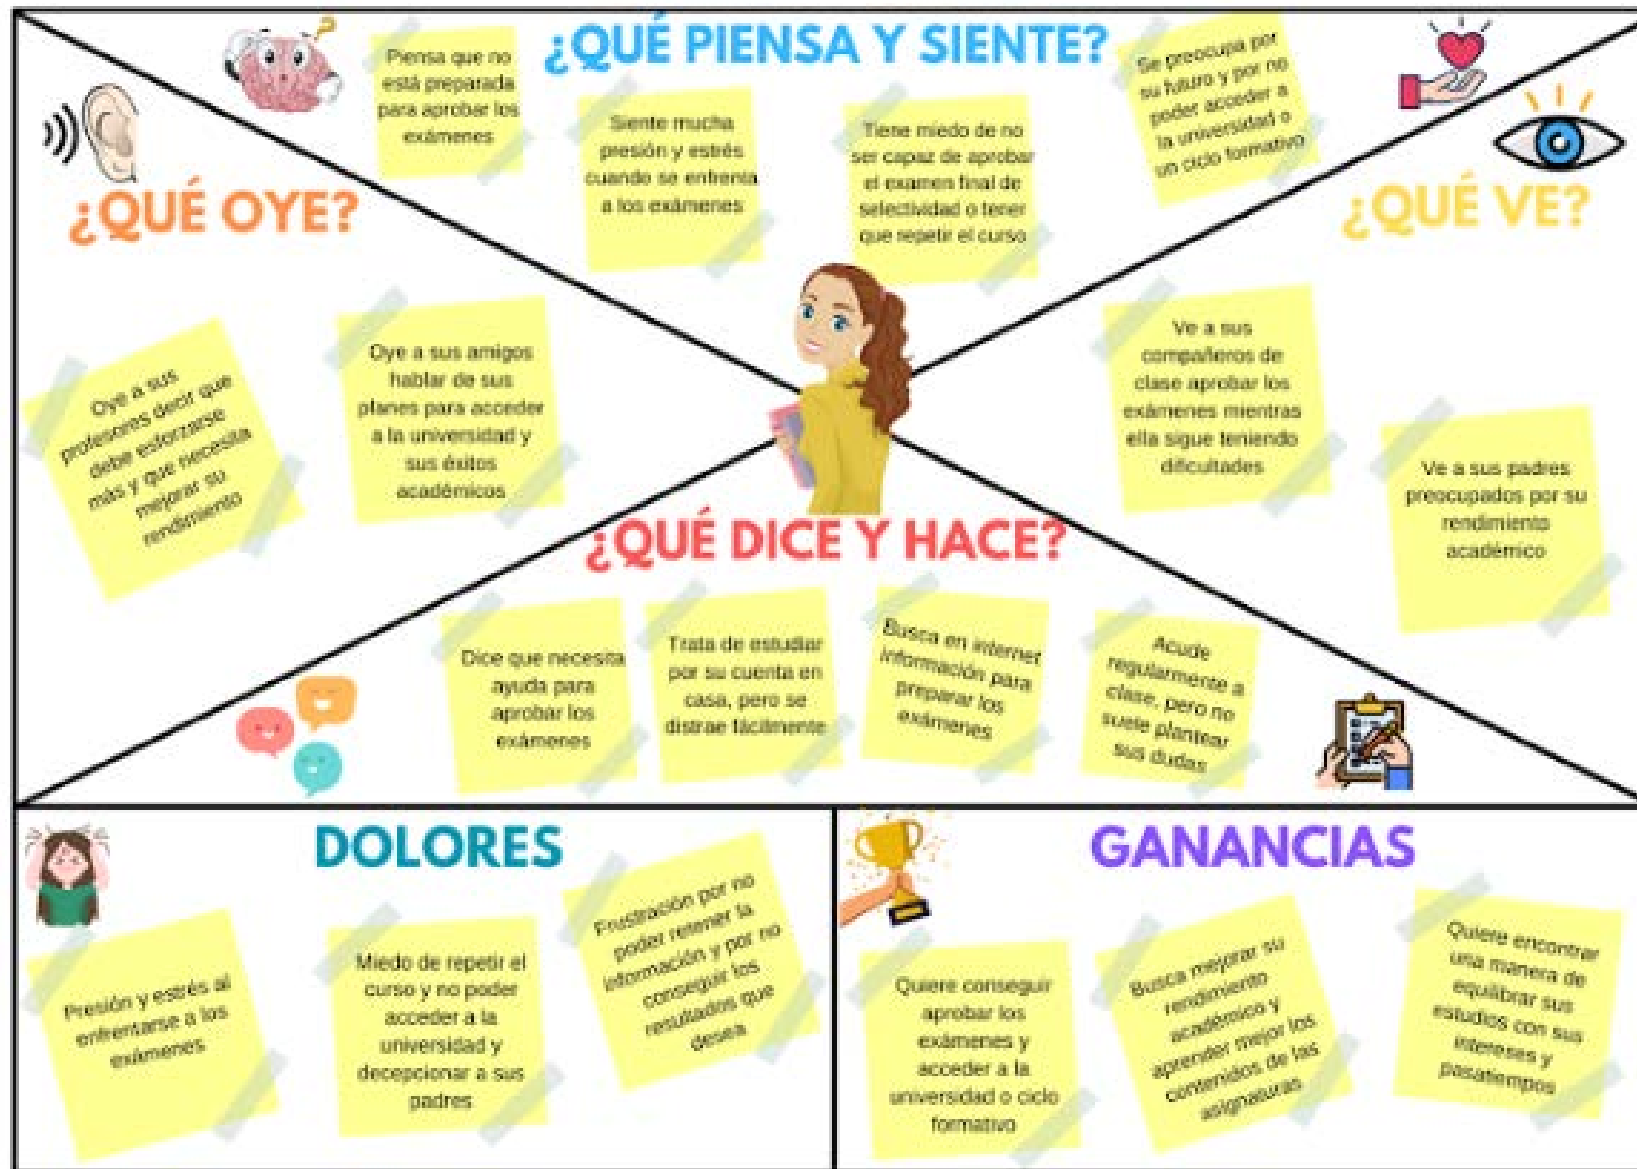 ¿QUÉ PIENSA Y SIENTE?
Piensa que no
está preparada
para aprobar los
exámenes
Siente mucha
presión y estrés
cuando se enfrenta
a los exámenes
Tiene miedo de no
ser capaz de aprobar
el examen final de
selectividad o tener
que repetir el curso
Se preocupa por
su futuro y por no
poder acceder a
la universidad o
un ciclo formativo
¿QUÉ OYE?
Oye a sus
profesores decir que
debe esforzarse
más y que necesita
mejorar su
rendimiento
Oye a sus amigos
hablar de sus
planes para acceder
a la universidad y
sus éxitos
académicos
¿QUÉ VE?
Ve a sus
compañeros de
clase aprobar los
exámenes mientras
ella sigue teniendo
dificultades
Ve a sus padres
preocupados por su
rendimiento
académico
¿QUÉ DICE Y HACE?
Dice que necesita
ayuda para
aprobar los
exámenes
Trata de estudiar
por su cuenta en
casa, pero se
distrae fácilmente
Busca en internet
información para
preparar los
exámenes
Acude
regularmente a
clase, pero no
suele plantear
sus dudas
DOLORES
Presión y estrés al
enfrentarse a los
exámenes
Miedo de repetir el
curso y no poder
acceder a la
universidad y
decepcionar a sus
padres
Frustración por no
poder retener la
información y por no
conseguir los
resultados que
desea
GANANCIAS
Quiere conseguir
aprobar los
exámenes y
acceder a la
universidad o ciclo
formativo
Busca mejorar su
rendimiento
académico y
aprender mejor los
contenidos de las
asignaturas
Quiere encontrar
una manera de
equilibrar sus
estudios con sus
intereses y
pasatiempos